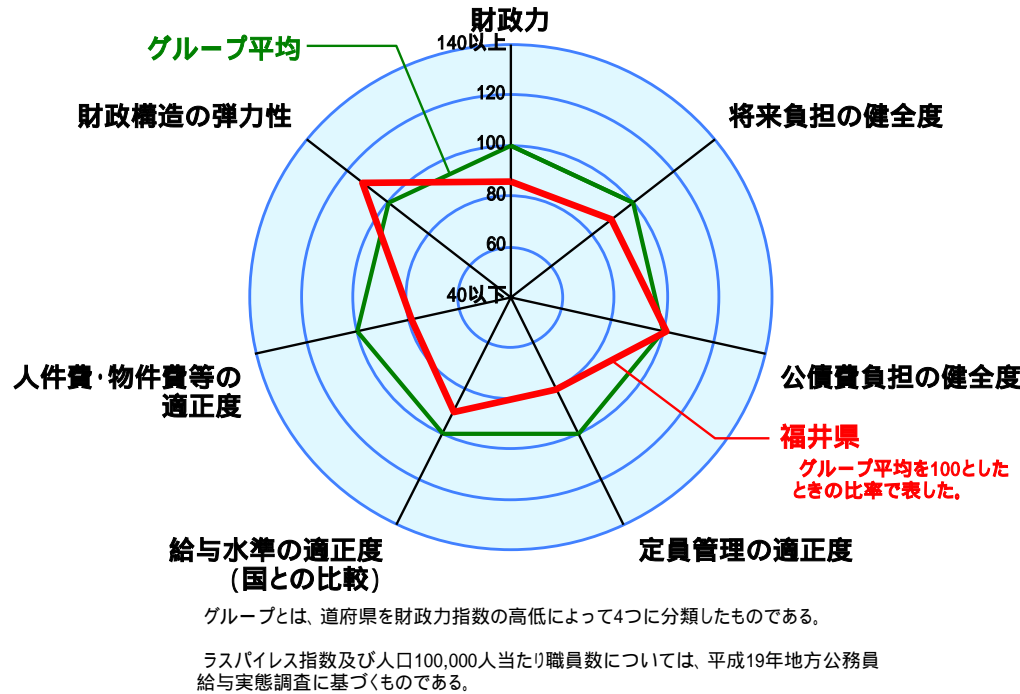 財政力
140以上
グループ平均
120
財政構造の弾力性
将来負担の健全度
100
80
60
40以下
人件費・物件費等の
適正度
公債費負担の健全度
福井県
グループ平均を100とした
ときの比率で表した。
給与水準の適正度
(国との比較)
定員管理の適正度
グループとは、道府県を財政力指数の高低によって4つに分類したものである。
ラスパイレス指数及び人口100,000人当たり職員数については、平成19年地方公務員
給与実態調査に基づくものである。